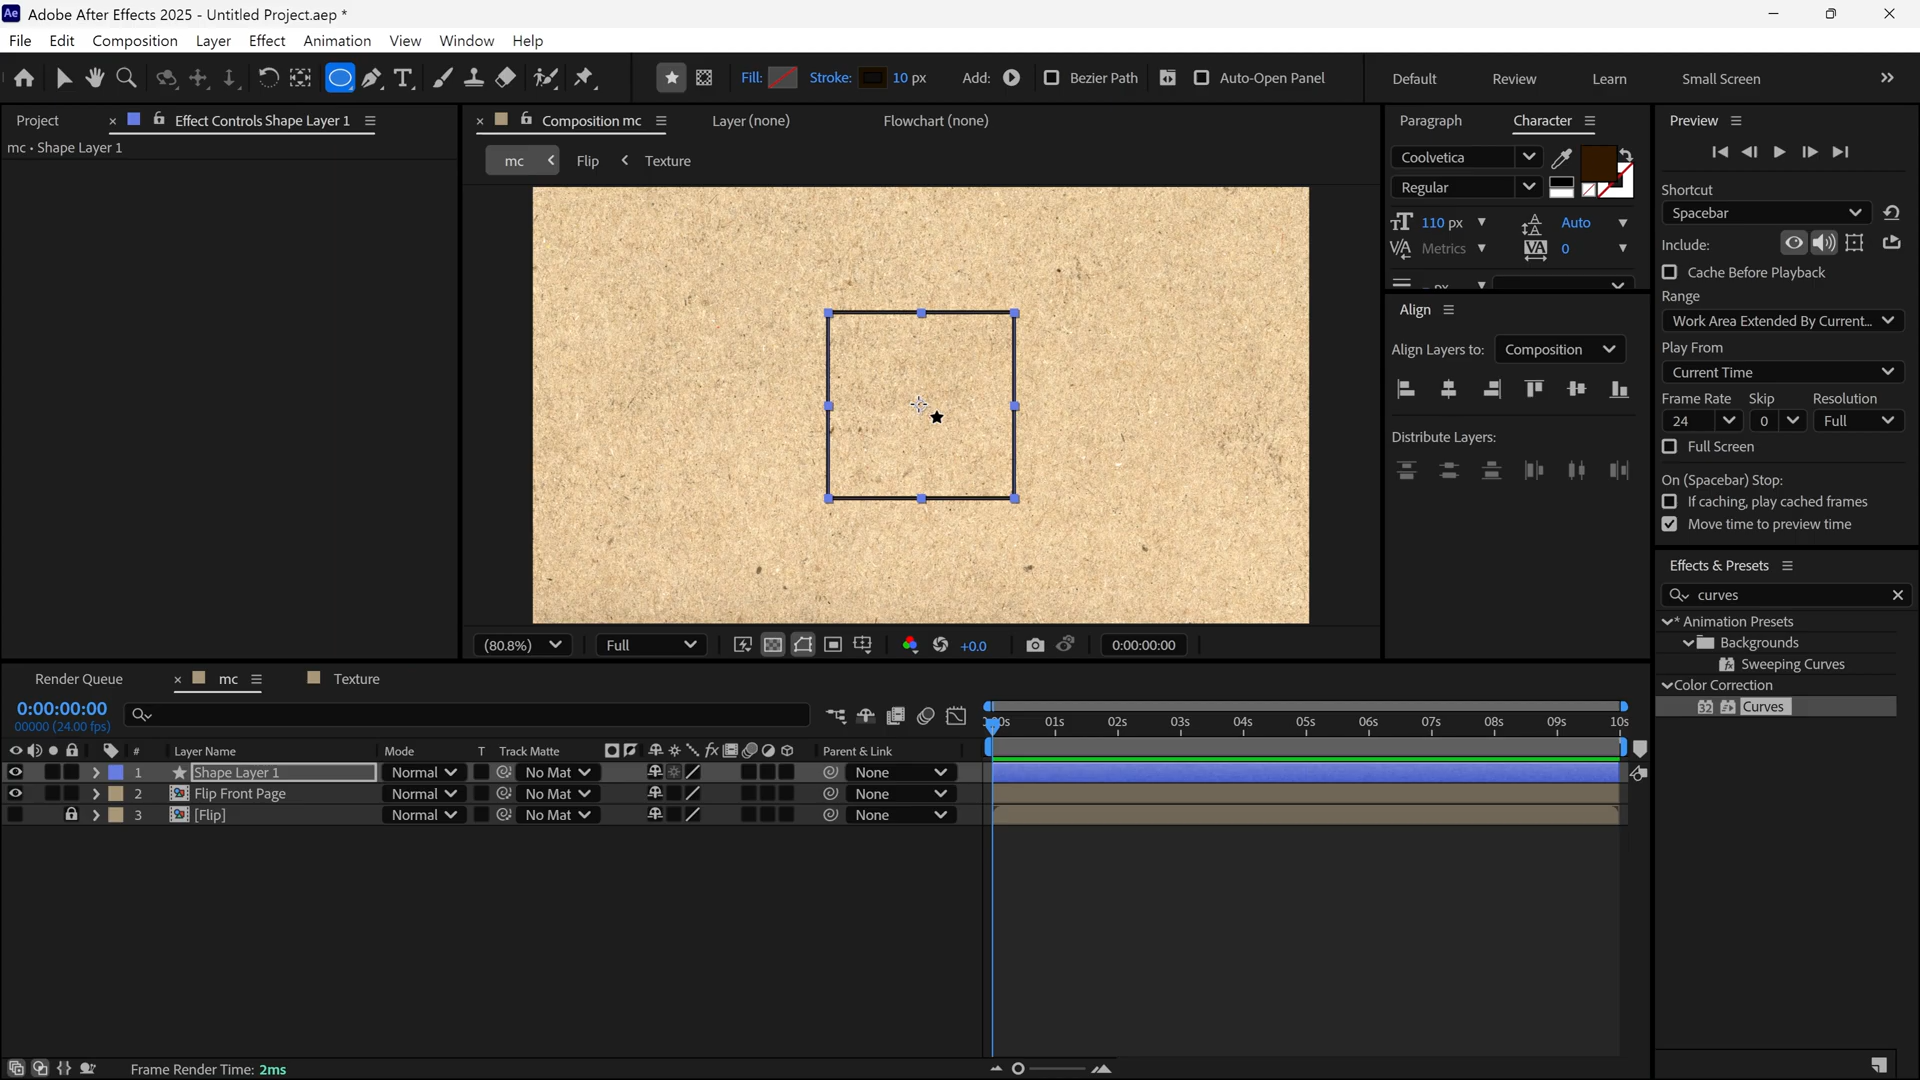 Adobe After Effects 2025 - Untitled Project.aep *
File Edit Composition Layer Effect Animation View Window Help
Fill: Stroke: 10 px Add: Bezier Path Auto-Open Panel Default Review Learn Small Screen
Project Effect Controls Shape Layer 1
mc • Shape Layer 1
Composition mc Layer (none) Flowchart (none)
mc Flip Texture
(80.8%) Full +0.0 0:00:00:00
Paragraph Character
Coolvetica
Regular
110 px Auto
Metrics 0
- px
Align
Align Layers to: Composition
Distribute Layers:
Preview
Shortcut
Spacebar
Include:
Cache Before Playback
Range
Work Area Extended By Current...
Play From
Current Time
Frame Rate Skip Resolution
24 0 Full
Full Screen
On (Spacebar) Stop:
If caching, play cached frames
Move time to preview time
Effects & Presets
curves
* Animation Presets
Backgrounds
Sweeping Curves
Color Correction
32 Curves
Render Queue mc Texture
0:00:00:00
00000 (24.00 fps)
# Layer Name Mode T Track Matte fx Parent & Link
1 Shape Layer 1 Normal No Mat None
2 Flip Front Page Normal No Mat None
3 [Flip] Normal No Mat None
01s 02s 03s 04s 05s 06s 07s 08s 09s 10s
Frame Render Time: 2ms